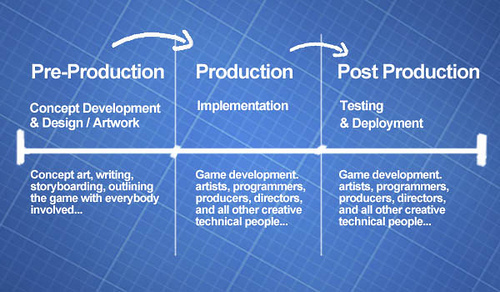 Pre-Production
Concept Development
& Design / Artwork
Concept art, writing,
storyboarding, outlining
the game with everybody
involved...
Production
Implementation
Game development.
artists, programmers,
producers, directors,
and all other creative
technical people...
Post Production
Testing
& Deployment
Game development.
artists, programmers,
producers, directors,
and all other creative
technical people...